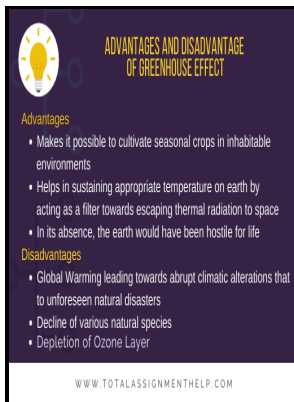 ADVANTAGES AND DISADVANTAGE
OF GREENHOUSE EFFECT
Advantages
• Makes it possible to cultivate seasonal crops in inhabitable
environments
• Helps in sustaining appropriate temperature on earth by
acting as a filter towards escaping thermal radiation to space
• In its absence, the earth would have been hostile for life
Disadvantages
• Global Warming leading towards abrupt climatic alterations that
to unforeseen natural disasters
• Decline of various natural species
• Depletion of Ozone Layer
WWW.TOTALASSIGNMENTHELP.COM